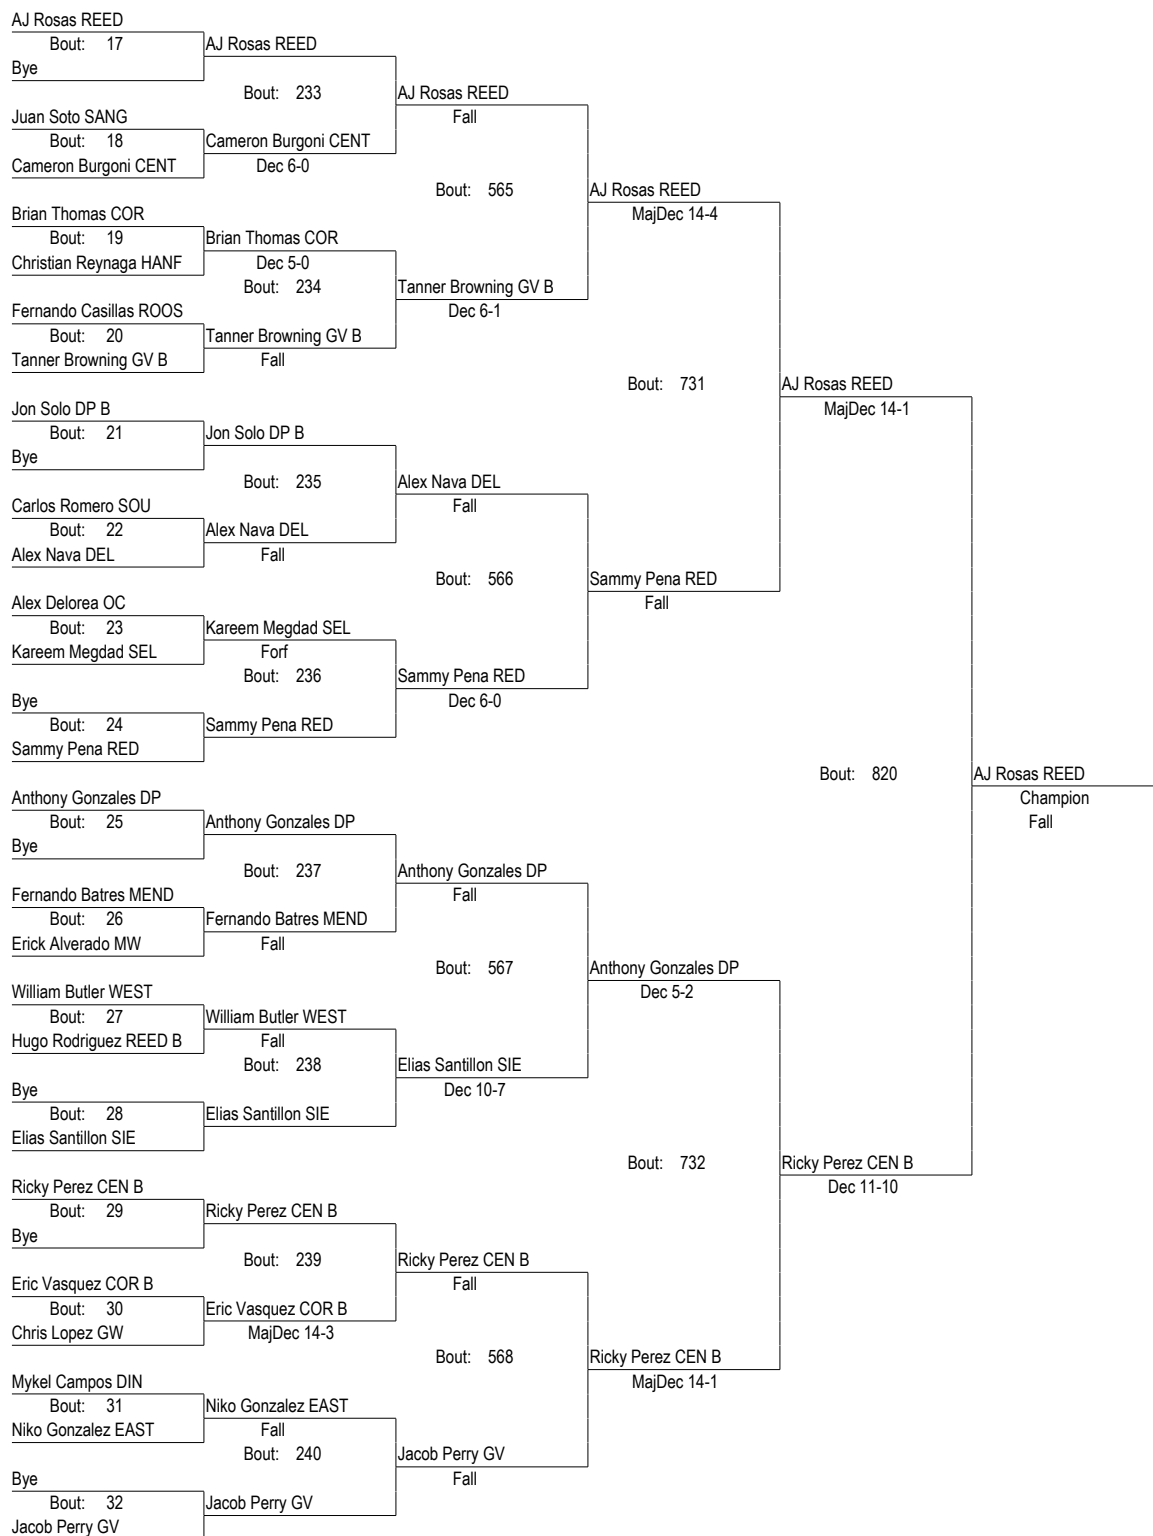 AJ Rosas REED
Bout: 17
AJ Rosas REED
Bye
Bout: 233
AJ Rosas REED
Juan Soto SANG
Fall
Bout: 18
Cameron Burgoni CENT
Cameron Burgoni CENT
Dec 6-0
Bout: 565
AJ Rosas REED
Brian Thomas COR
MajDec 14-4
Bout: 19
Brian Thomas COR
Christian Reynaga HANF
Dec 5-0
Bout: 234
Tanner Browning GV B
Fernando Casillas ROOS
Dec 6-1
Bout: 20
Tanner Browning GV B
Tanner Browning GV B
Fall
Bout: 731
AJ Rosas REED
Jon Solo DP B
MajDec 14-1
Bout: 21
Jon Solo DP B
Bye
Bout: 235
Alex Nava DEL
Carlos Romero SOU
Fall
Bout: 22
Alex Nava DEL
Alex Nava DEL
Fall
Bout: 566
Sammy Pena RED
Alex Delorea OC
Fall
Bout: 23
Kareem Megdad SEL
Kareem Megdad SEL
Forf
Bout: 236
Sammy Pena RED
Bye
Dec 6-0
Bout: 24
Sammy Pena RED
Sammy Pena RED
Bout: 820
AJ Rosas REED
Anthony Gonzales DP
Champion
Bout: 25
Anthony Gonzales DP
Fall
Bye
Bout: 237
Anthony Gonzales DP
Fernando Batres MEND
Fall
Bout: 26
Fernando Batres MEND
Erick Alverado MW
Fall
Bout: 567
Anthony Gonzales DP
William Butler WEST
Dec 5-2
Bout: 27
William Butler WEST
Hugo Rodriguez REED B
Fall
Bout: 238
Elias Santillon SIE
Bye
Dec 10-7
Bout: 28
Elias Santillon SIE
Elias Santillon SIE
Bout: 732
Ricky Perez CEN B
Ricky Perez CEN B
Dec 11-10
Bout: 29
Ricky Perez CEN B
Bye
Bout: 239
Ricky Perez CEN B
Eric Vasquez COR B
Fall
Bout: 30
Eric Vasquez COR B
Chris Lopez GW
MajDec 14-3
Bout: 568
Ricky Perez CEN B
Mykel Campos DIN
MajDec 14-1
Bout: 31
Niko Gonzalez EAST
Niko Gonzalez EAST
Fall
Bout: 240
Jacob Perry GV
Bye
Fall
Bout: 32
Jacob Perry GV
Jacob Perry GV